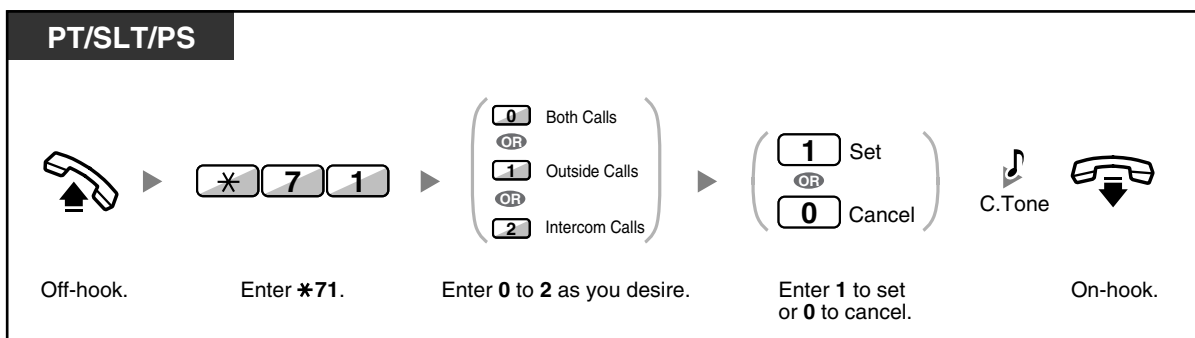 PT/SLT/PS
0 Both Calls
OR
1 Outside Calls
OR
2 Intercom Calls
* 7 1
1 Set
OR
0 Cancel
C.Tone
Off-hook.
Enter *71.
Enter 0 to 2 as you desire.
Enter 1 to set
or 0 to cancel.
On-hook.